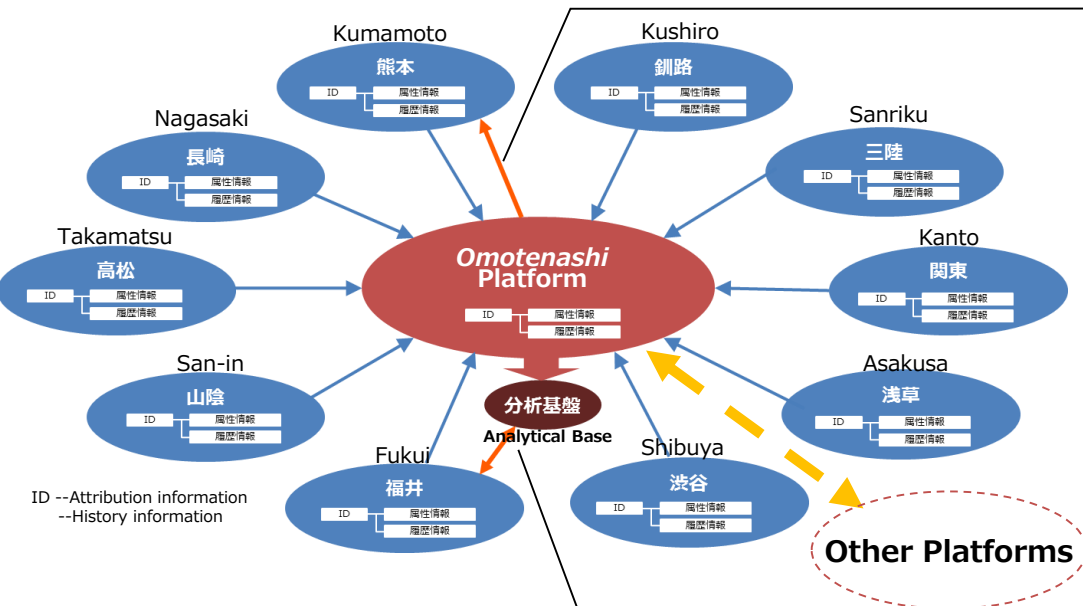 Kumamoto
熊本
ID
属性情報
履歴情報
Kushiro
釧路
ID
属性情報
履歴情報
Nagasaki
長崎
ID
属性情報
履歴情報
Sanriku
三陸
ID
属性情報
履歴情報
Takamatsu
高松
ID
属性情報
履歴情報
Omotenashi
Platform
ID
属性情報
履歴情報
Kanto
関東
ID
属性情報
履歴情報
San-in
山陰
ID
属性情報
履歴情報
分析基盤
Analytical Base
Asakusa
浅草
ID
属性情報
履歴情報
Fukui
福井
ID
属性情報
履歴情報
Shibuya
渋谷
ID
属性情報
履歴情報
ID --Attribution information
--History information
Other Platforms